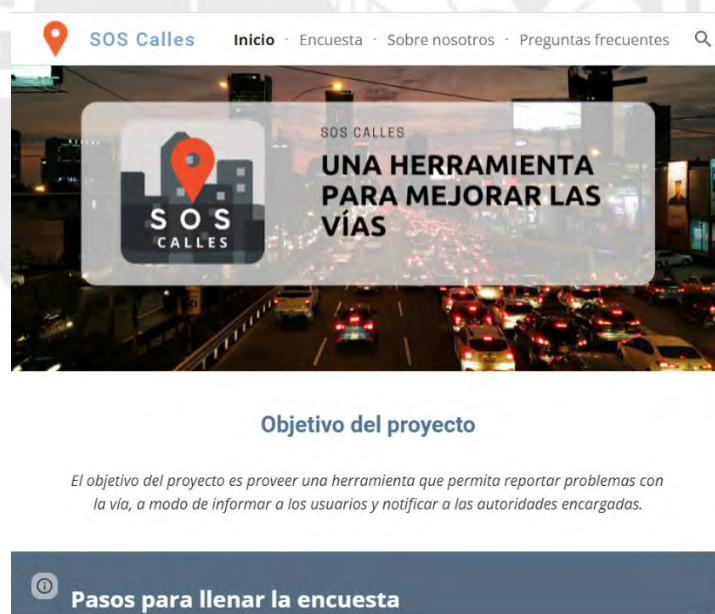 SOS Calles Inicio · Encuesta · Sobre nosotros · Preguntas frecuentes
SOS CALLES
UNA HERRAMIENTA
PARA MEJORAR LAS
VÍAS
SOS
CALLES
Objetivo del proyecto
El objetivo del proyecto es proveer una herramienta que permita reportar problemas con
la vía, a modo de informar a los usuarios y notificar a las autoridades encargadas.
Pasos para llenar la encuesta